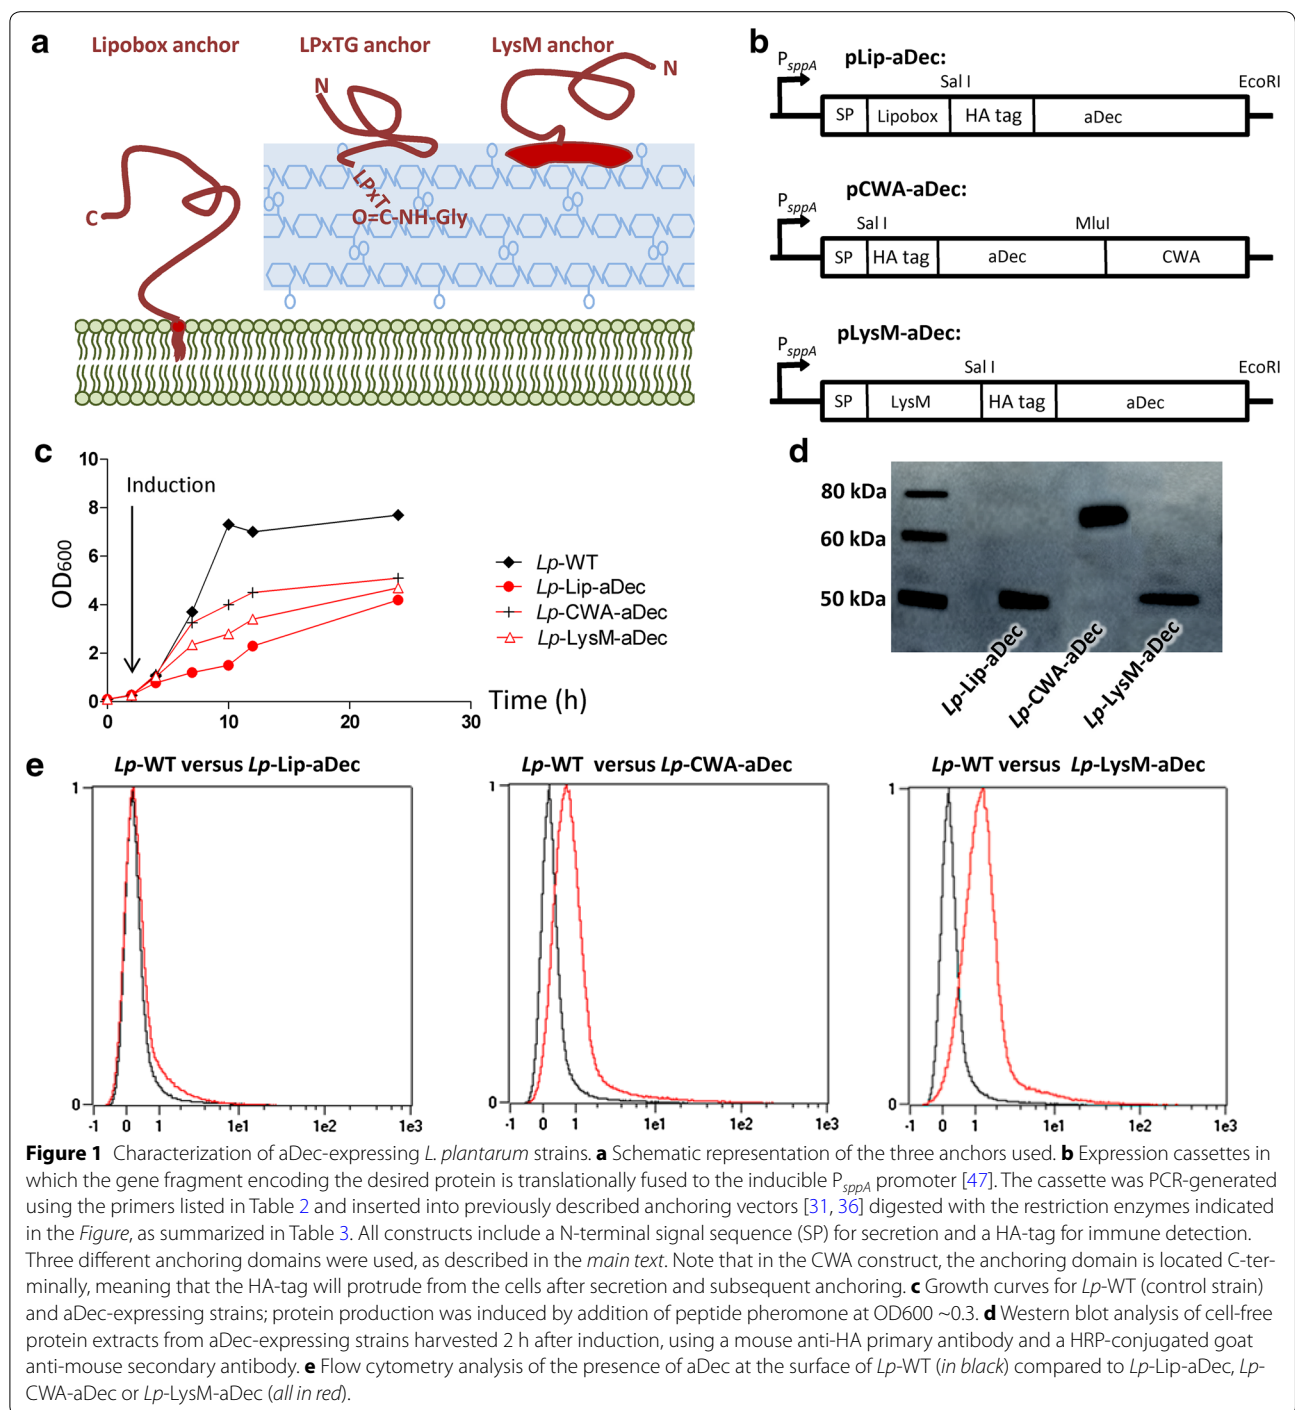 a
Lipobox anchor
LPxTG anchor
LysM anchor
N
N
C
LPxT
O=C-NH-Gly
b
PsppA
pLip-aDec:
Sal I
EcoRI
SP
Lipobox
HA tag
aDec
pCWA-aDec:
PsppA
Sal I
MluI
SP
HA tag
aDec
CWA
pLysM-aDec:
PsppA
Sal I
EcoRI
SP
LysM
HA tag
aDec
c
10
8
6
4
2
0
OD600
Induction
0
10
20
30
Time (h)
Lp-WT
Lp-Lip-aDec
Lp-CWA-aDec
Lp-LysM-aDec
d
80 kDa
60 kDa
50 kDa
Lp-Lip-aDec
Lp-CWA-aDec
Lp-LysM-aDec
e
Lp-WT versus Lp-Lip-aDec
1
0
-1 0 1 1e1 1e2 1e3
Lp-WT versus Lp-CWA-aDec
1
0
-1 0 1 1e1 1e2 1e3
Lp-WT versus Lp-LysM-aDec
1
0
-1 0 1 1e1 1e2 1e3
Figure 1 Characterization of aDec-expressing L. plantarum strains. a Schematic representation of the three anchors used. b Expression cassettes in
which the gene fragment encoding the desired protein is translationally fused to the inducible PsppA promoter [47]. The cassette was PCR-generated
using the primers listed in Table 2 and inserted into previously described anchoring vectors [31, 36] digested with the restriction enzymes indicated
in the Figure, as summarized in Table 3. All constructs include a N-terminal signal sequence (SP) for secretion and a HA-tag for immune detection.
Three different anchoring domains were used, as described in the main text. Note that in the CWA construct, the anchoring domain is located C-ter-
minally, meaning that the HA-tag will protrude from the cells after secretion and subsequent anchoring. c Growth curves for Lp-WT (control strain)
and aDec-expressing strains; protein production was induced by addition of peptide pheromone at OD600 ~0.3. d Western blot analysis of cell-free
protein extracts from aDec-expressing strains harvested 2 h after induction, using a mouse anti-HA primary antibody and a HRP-conjugated goat
anti-mouse secondary antibody. e Flow cytometry analysis of the presence of aDec at the surface of Lp-WT (in black) compared to Lp-Lip-aDec, Lp-
CWA-aDec or Lp-LysM-aDec (all in red).